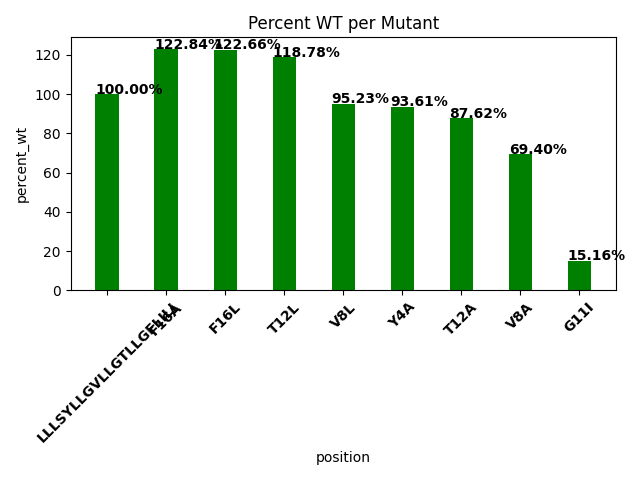 Percent WT per Mutant
122.84%
122.66%
118.78%
100.00%
95.23%
93.61%
87.62%
69.40%
15.16%
120
100
80
60
40
20
0
percent_wt
F16A
F16L
T12L
V8L
Y4A
T12A
V8A
G11I
position